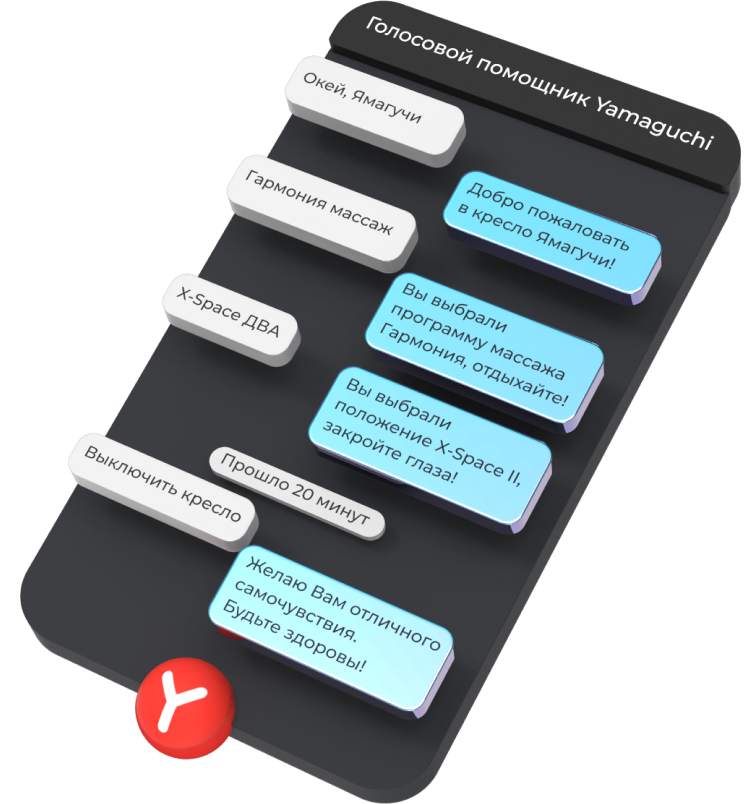 Голосовой помощник Yamaguchi
Окей, Ямагучи
Добро пожаловать
в кресло Ямагучи!
Гармония массаж
Вы выбрали
программу массажа
Гармония, отдыхайте!
X-Space ДВА
Вы выбрали
положение X-Space II,
закройте глаза!
Прошло 20 минут
Выключить кресло
Желаю Вам отличного
самочувствия.
Будьте здоровы!
Y